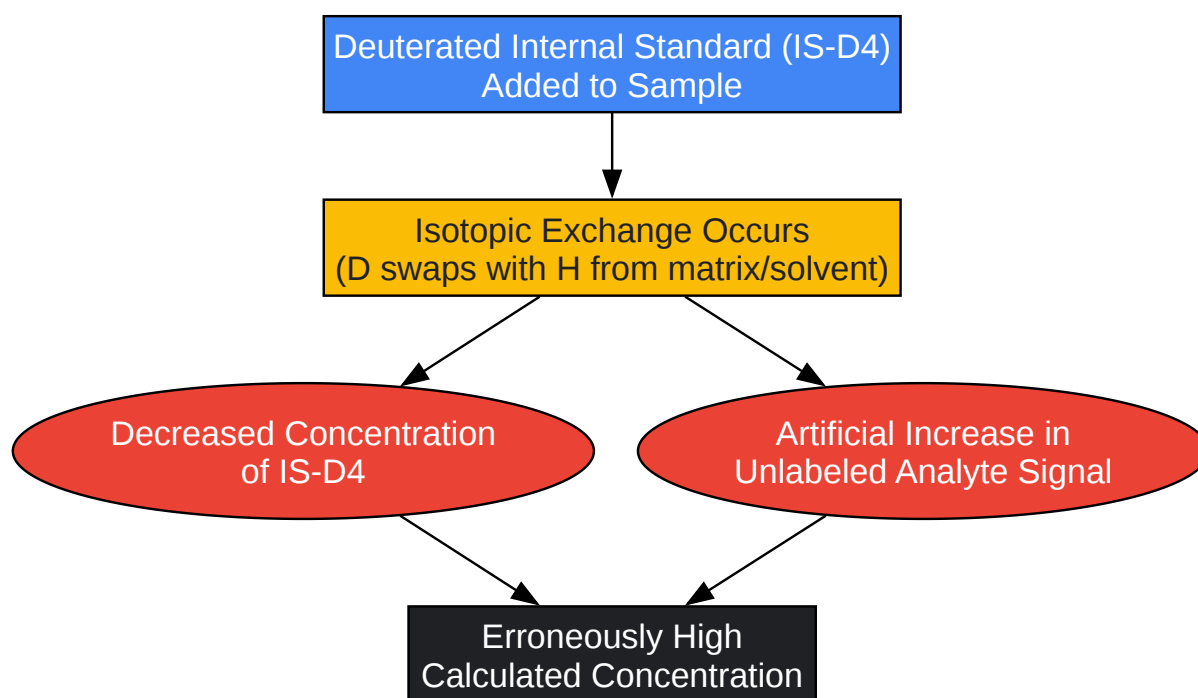 Deuterated Internal Standard (IS-D4)
Added to Sample
Isotopic Exchange Occurs
(D swaps with H from matrix/solvent)
Decreased Concentration
of IS-D4
Artificial Increase in
Unlabeled Analyte Signal
Erroneously High
Calculated Concentration